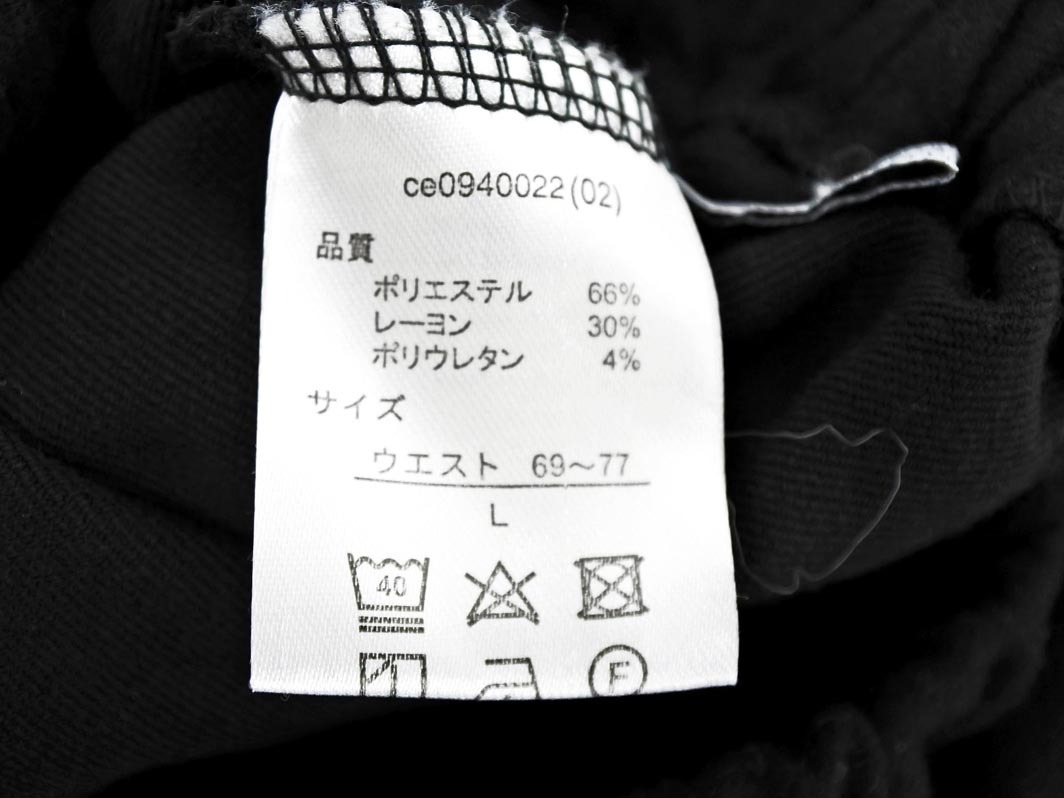 ce0940022(02)
品質
ポリエステル 66%
レーヨン 30%
ポリウレタン 4%
サイズ
ウエスト 69〜77
L
40
F